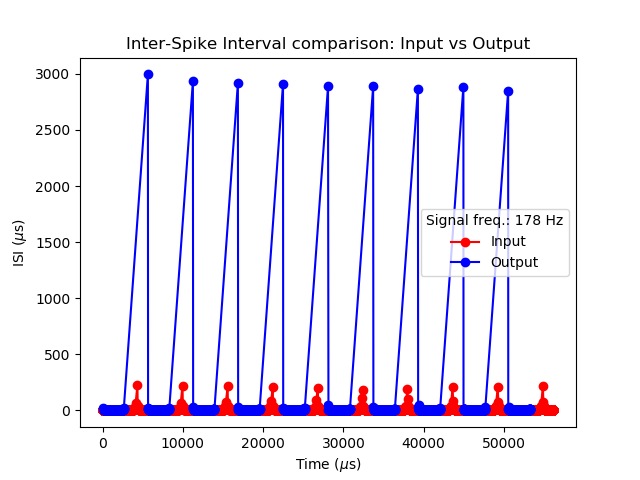 Inter-Spike Interval comparison: Input vs Output
ISI (μs)
3000
2500
2000
1500
1000
500
0
Signal freq.: 178 Hz
Input
Output
0 10000 20000 30000 40000 50000
Time (μs)